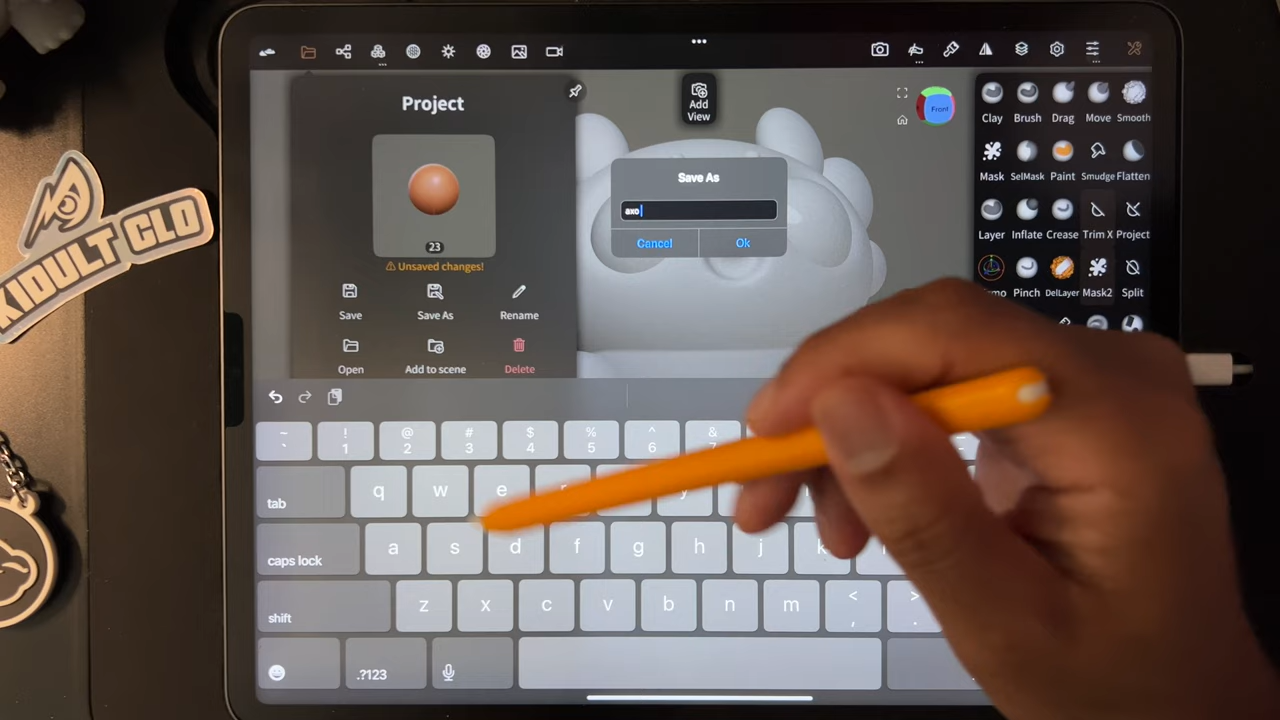 KIDULT CLO
Project
23
⚠ Unsaved changes!
Save
Save As
Rename
Open
Add to scene
Delete
Add
View
Save As
axo
Cancel
Ok
Front
Clay
Brush
Drag
Move
Smooth
Mask
SelMask
Paint
Smudge
Flatten
Layer
Inflate
Crease
Trim X
Project
Pinch
DelLayer
Mask2
Split
~ ! @ # $ % ^ &
` 1 2 3 4 5 6 7
tab q w e y
caps lock a s d f g h j k
shift z x c v b n m < ,  > .
.?123